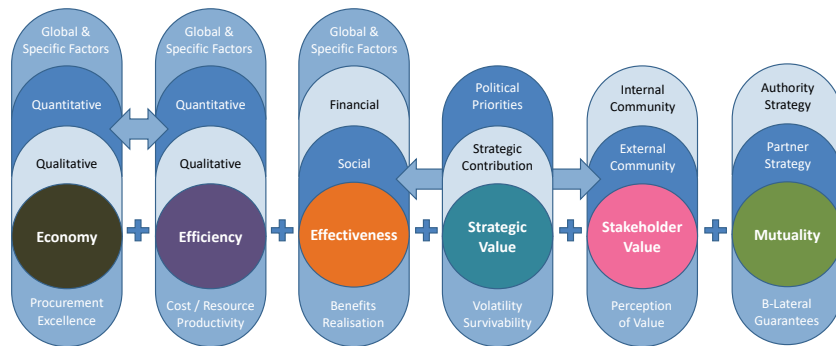 Global &
Specific Factors
Quantitative
Qualitative
Economy
Procurement
Excellence
Global &
Specific Factors
Quantitative
Qualitative
Efficiency
Cost / Resource
Productivity
Global &
Specific Factors
Financial
Social
Effectiveness
Benefits
Realisation
Political
Priorities
Strategic
Contribution
Strategic
Value
Volatility
Survivability
Internal
Community
External
Community
Stakeholder
Value
Perception
of Value
Authority
Strategy
Partner
Strategy
Mutuality
B-Lateral
Guarantees